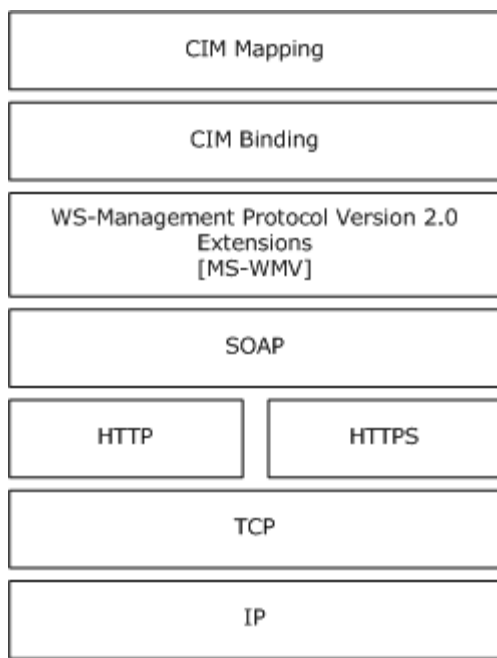 CIM Mapping
CIM Binding
WS-Management Protocol Version 2.0
Extensions
[MS-WMV]
SOAP
HTTP
HTTPS
TCP
IP